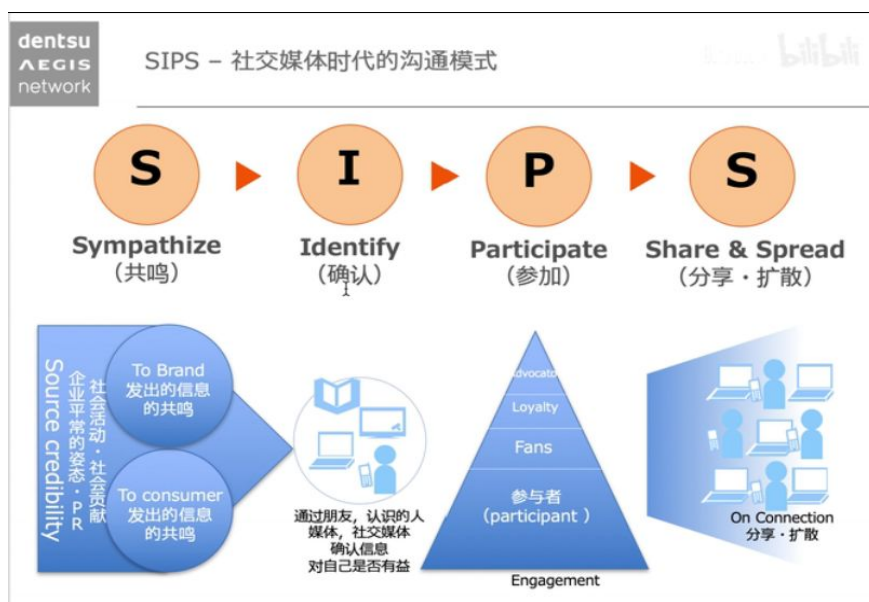 dentsu
AEGIS
network
SIPS – 社交媒体时代的沟通模式
bilibili
S
I
P
S
Sympathize
（共鸣）
Identify
（确认）
Participate
（参加）
Share & Spread
（分享·扩散）
Source credibility
企业平常的姿态·PR
社会活动·社会贡献
To Brand
发出的信息
的共鸣
To consumer
发出的信息
的共鸣
通过朋友，认识的人
媒体，社交媒体
确认信息
对自己是否有益
Advocate
Loyalty
Fans
参与者
（participant ）
Engagement
On Connection
分享·扩散